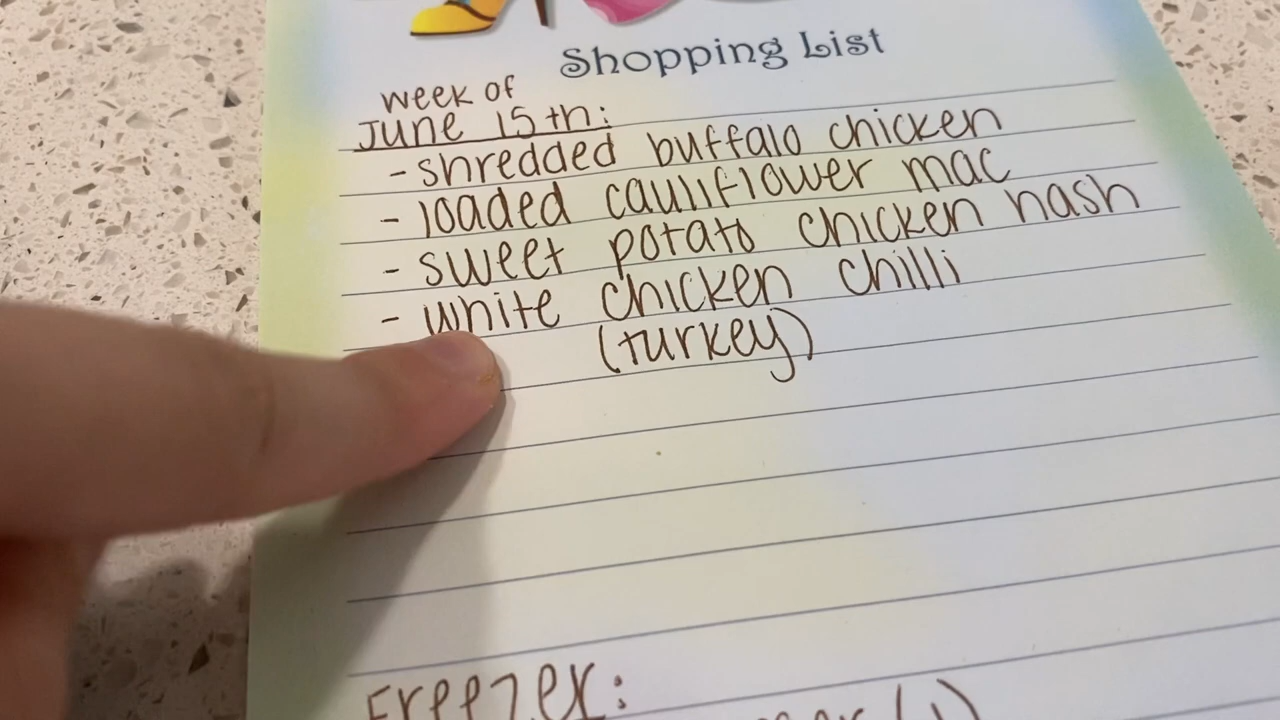 Shopping List
week of
June 15th:
- shredded buffalo chicken
- loaded cauliflower mac
- sweet potato chicken hash
- white chicken chilli
(turkey)
Freezer: